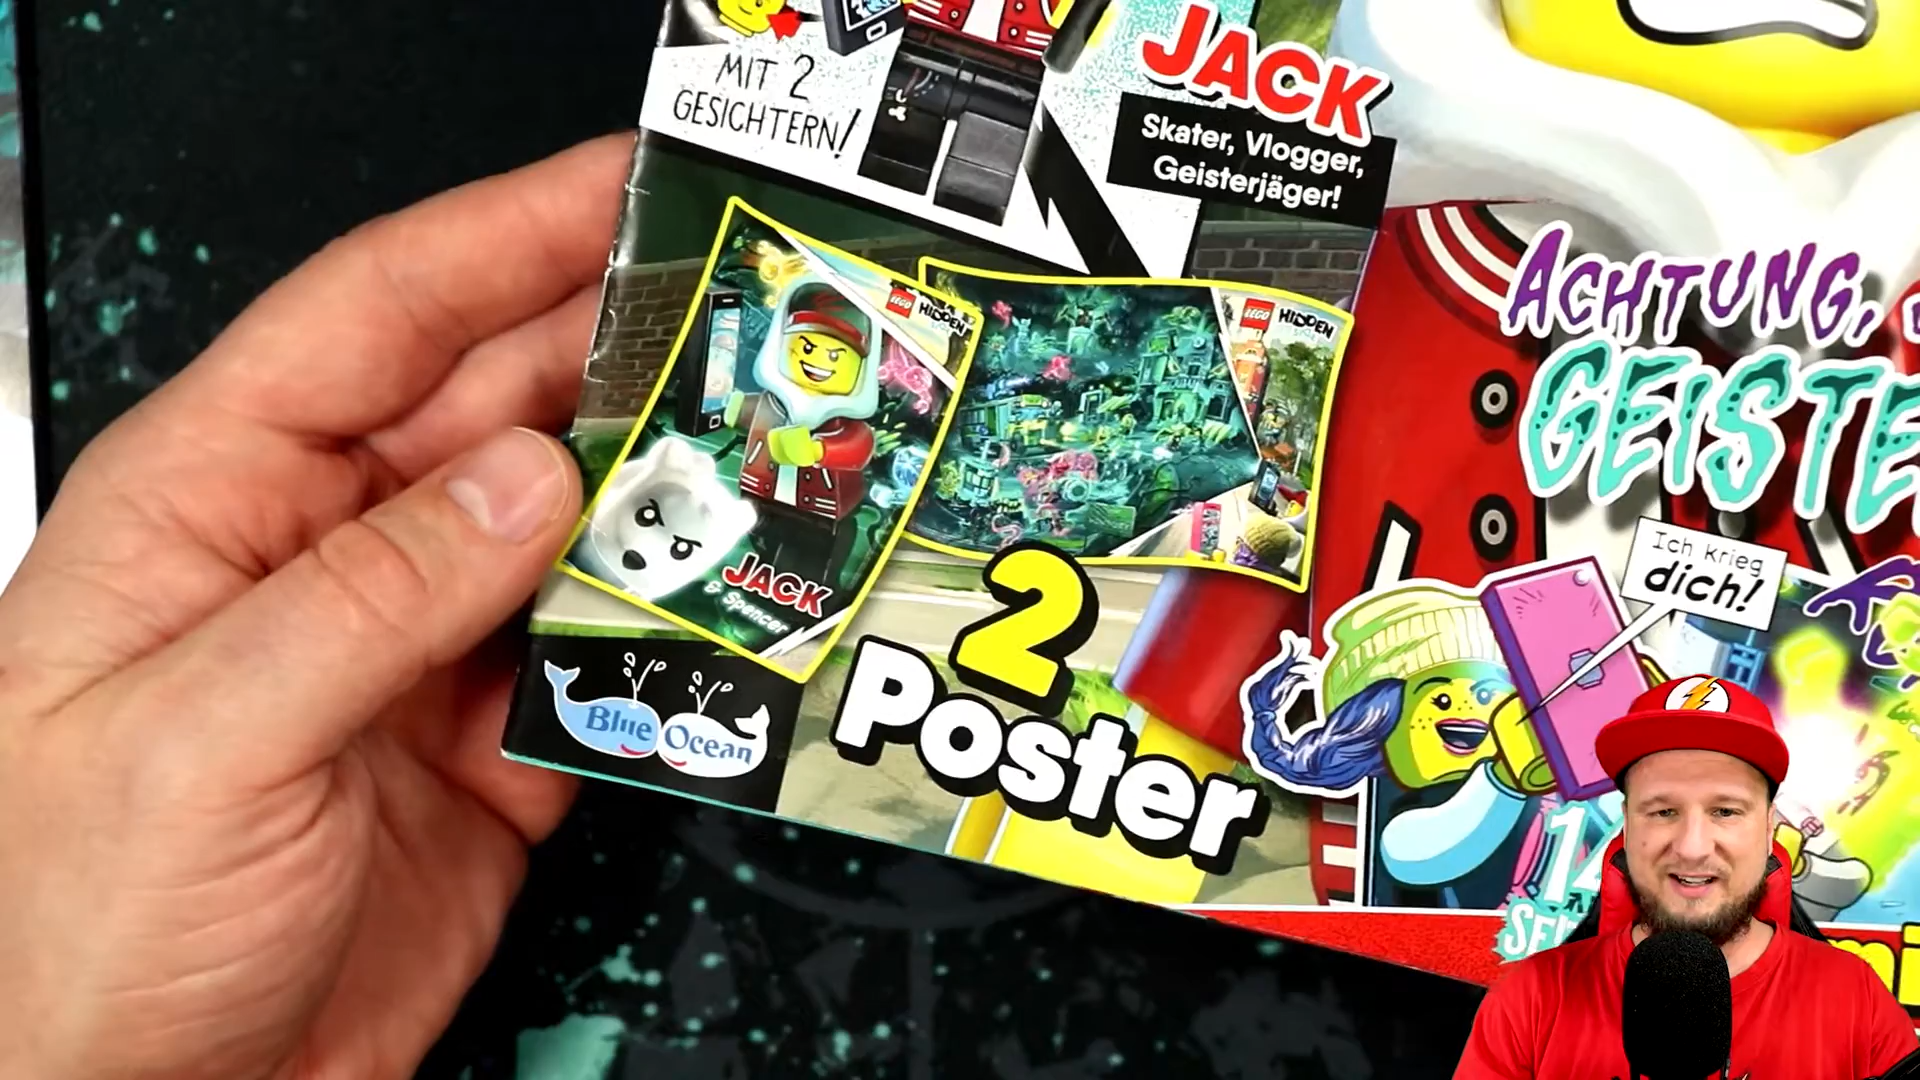 MIT 2
GESICHTERN!
JACK
Skater, Vlogger,
Geisterjäger!
LEGO
HIDDEN
LEGO
HIDDEN
JACK
& Spencer
2
Poster
Blue Ocean
ACHTUNG,
GEISTE
Ich krieg
dich!
SEI